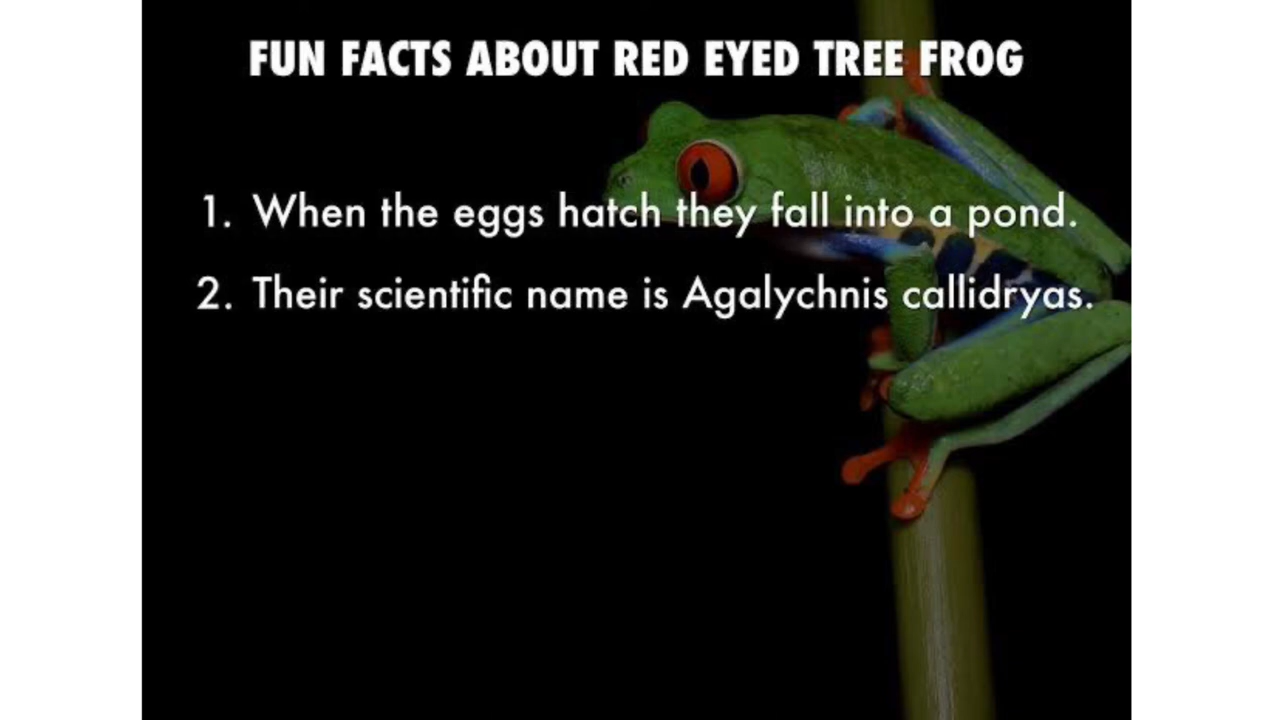 FUN FACTS ABOUT RED EYED TREE FROG
1. When the eggs hatch they fall into a pond.
2. Their scientific name is Agalychnis callidryas.